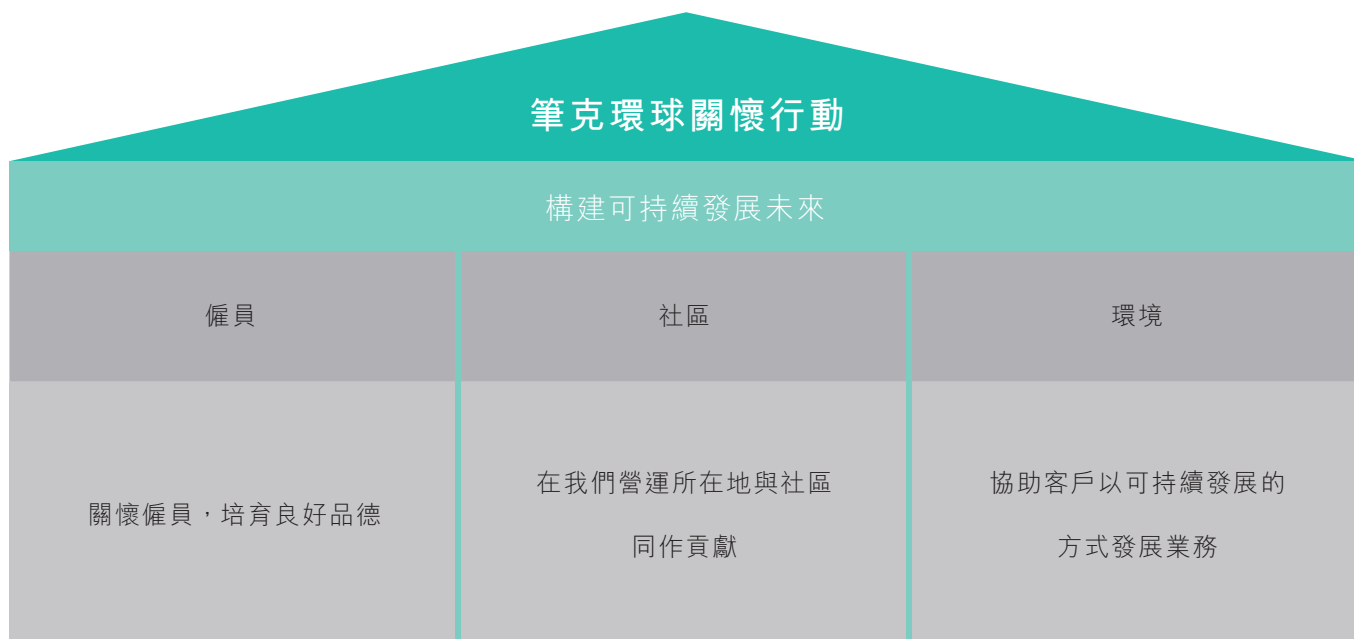 筆克環球關懷行動
構建可持續發展未來
僱員
社區
環境
關懷僱員，培育良好品德
在我們營運所在地與社區
同作貢獻
協助客戶以可持續發展的
方式發展業務